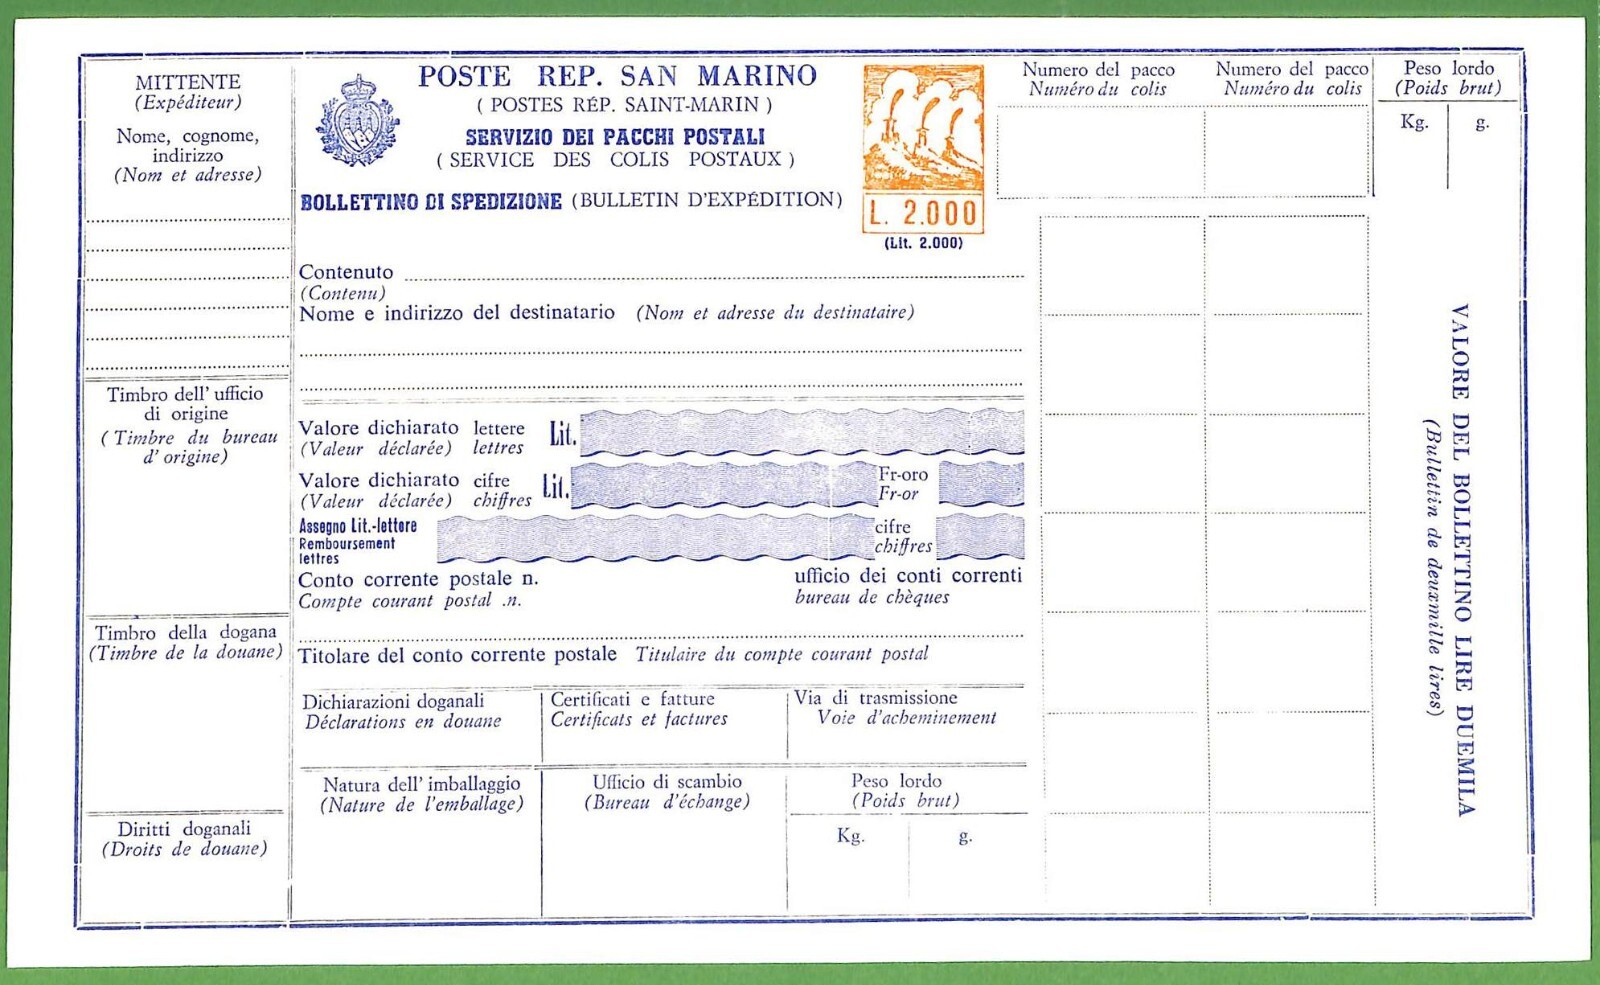 MITTENTE
(Expéditeur)
Nome, cognome,
indirizzo
(Nom et adresse)
Timbro dell' ufficio
di origine
(Timbre du bureau
d' origine)
Timbro della dogana
(Timbre de la douane)
Diritti doganali
(Droits de douane)
POSTE REP. SAN MARINO
(POSTES RÉP. SAINT-MARIN)
SERVIZIO DEI PACCHI POSTALI
(SERVICE DES COLIS POSTAUX)
BOLLETTINO DI SPEDIZIONE (BULLETIN D'EXPÉDITION)
L. 2.000
(Lit. 2.000)
Contenuto
(Contenu)
Nome e indirizzo del destinatario (Nom et adresse du destinataire)
Valore dichiarato lettere Lit.
(Valeur déclarée) lettres
Valore dichiarato cifre Lit. Fr-oro
(Valeur déclarée) chiffres Fr-or
Assegno Lit.-lettere cifre
Remboursement chiffres
lettres
Conto corrente postale n. ufficio dei conti correnti
Compte courant postal .n. bureau de chèques
Titolare del conto corrente postale Titulaire du compte courant postal
Dichiarazioni doganali
Déclarations en douane
Certificati e fatture
Certificats et factures
Via di trasmissione
Voie d'acheminement
Natura dell' imballaggio
(Nature de l'emballage)
Ufficio di scambio
(Bureau d'échange)
Peso lordo
(Poids brut)
Kg. g.
Numero del pacco
Numéro du colis
Numero del pacco
Numéro du colis
Peso lordo
(Poids brut)
Kg. g.
VALORE DEL BOLLETTINO LIRE DUEMILA
(Bulletin de deuxmille lires)